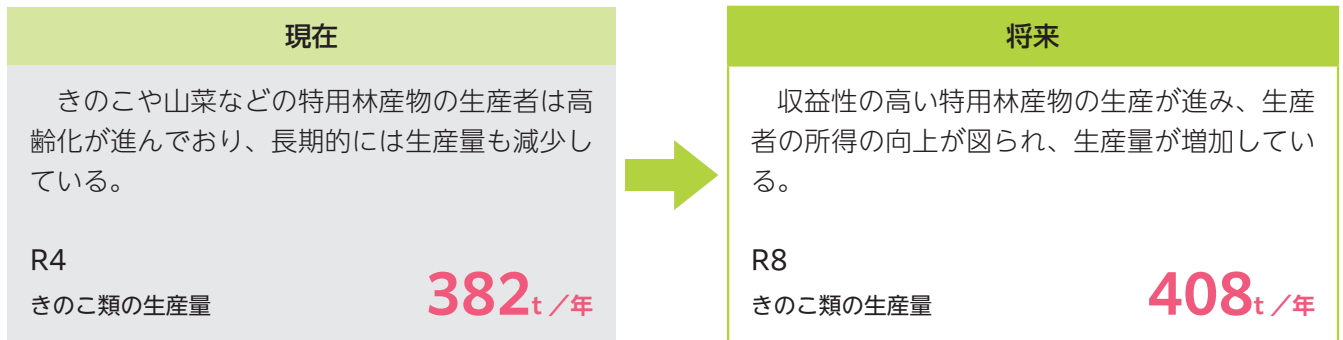 現在
きのこや山菜などの特用林産物の生産者は高
齢化が進んでおり、長期的には生産量も減少し
ている。
R4
きのこ類の生産量 382t／年
将来
収益性の高い特用林産物の生産が進み、生産
者の所得の向上が図られ、生産量が増加してい
る。
R8
きのこ類の生産量 408t／年